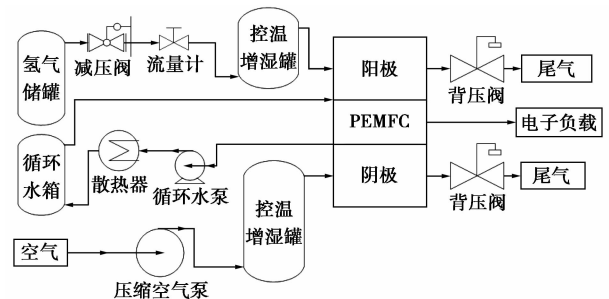 氢气
储罐
减压阀
流量计
控温
增湿罐
阳极
背压阀
尾气
PEMFC
电子负载
循环
水箱
散热器
循环水泵
控温
增湿罐
阴极
背压阀
尾气
空气
压缩空气泵